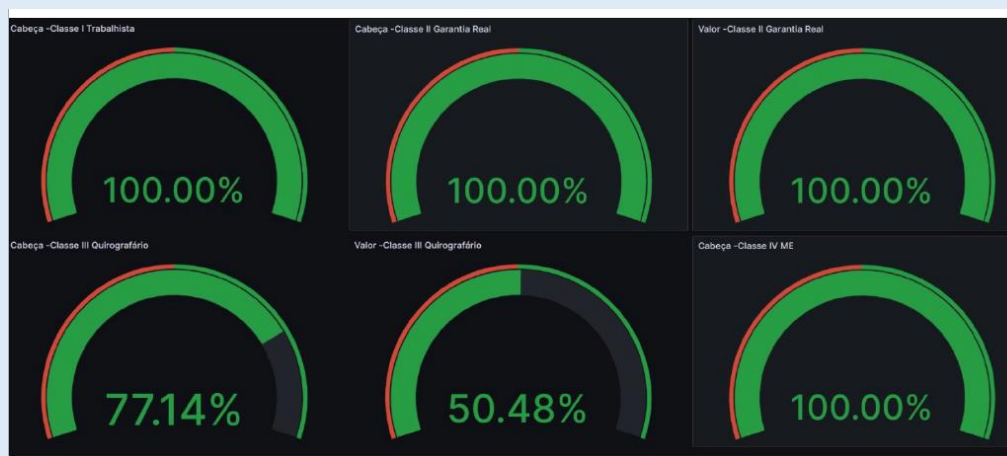 Cabeça -Classe I Trabalhista
100.00%
Cabeça -Classe II Garantia Real
100.00%
Valor -Classe II Garantia Real
100.00%
Cabeça -Classe III Quirografário
77.14%
Valor -Classe III Quirografário
50.48%
Cabeça -Classe IV ME
100.00%